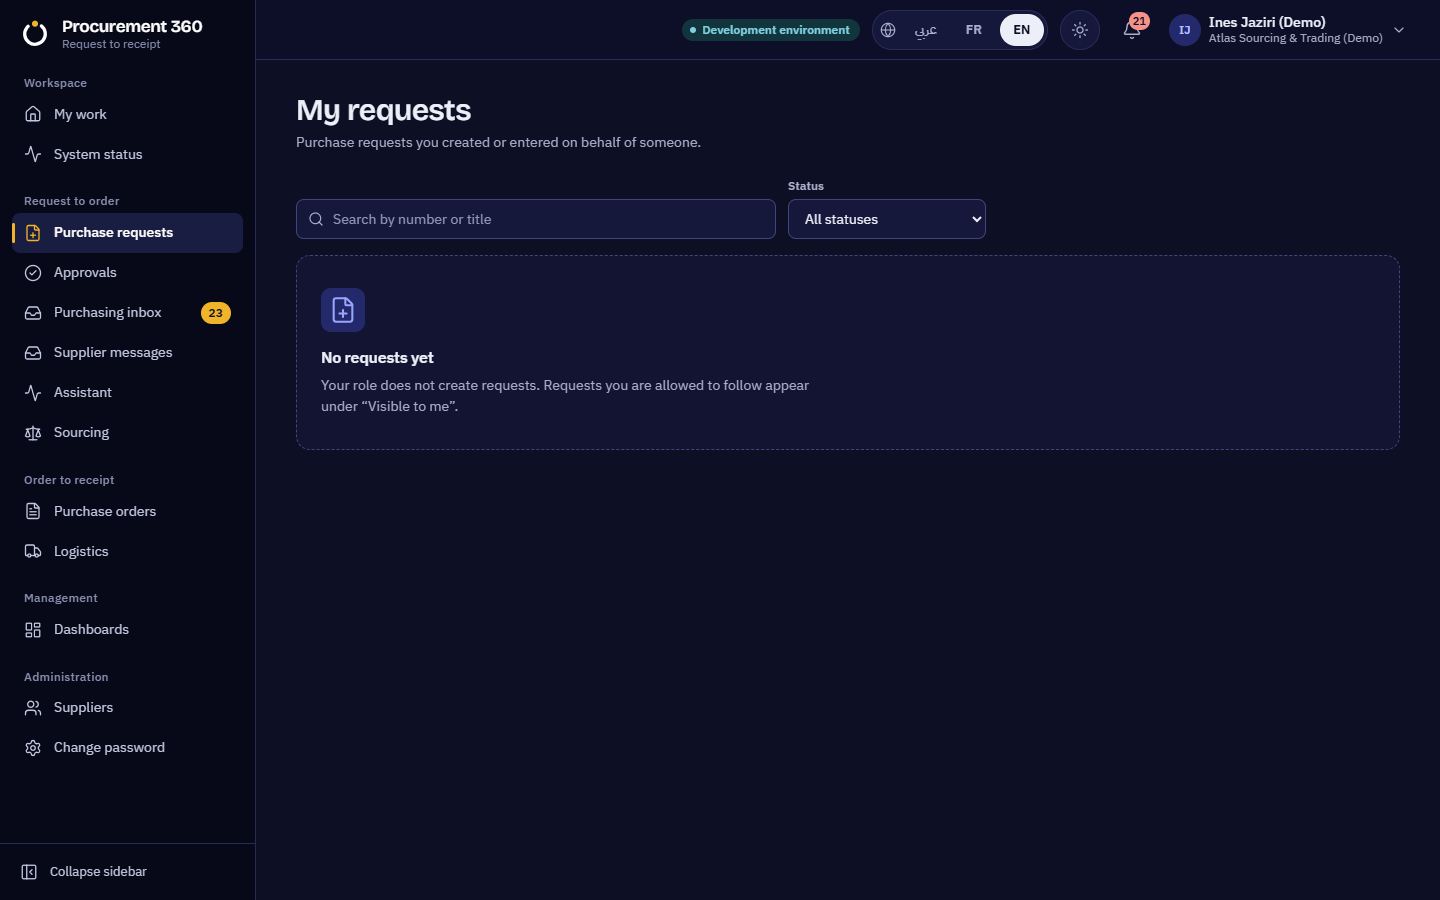 Procurement 360
Request to receipt
Development environment
عربي
FR
EN
21
IJ
Ines Jaziri (Demo)
Atlas Sourcing & Trading (Demo)
Workspace
My work
System status
Request to order
Purchase requests
Approvals
Purchasing inbox
23
Supplier messages
Assistant
Sourcing
Order to receipt
Purchase orders
Logistics
Management
Dashboards
Administration
Suppliers
Change password
Collapse sidebar
My requests
Purchase requests you created or entered on behalf of someone.
Status
Search by number or title
All statuses
No requests yet
Your role does not create requests. Requests you are allowed to follow appear
under “Visible to me”.